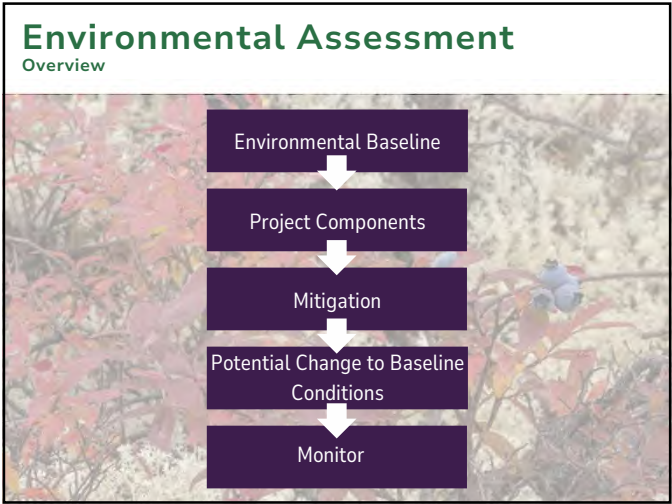 Environmental Assessment
Overview
Environmental Baseline
Project Components
Mitigation
Potential Change to Baseline
Conditions
Monitor